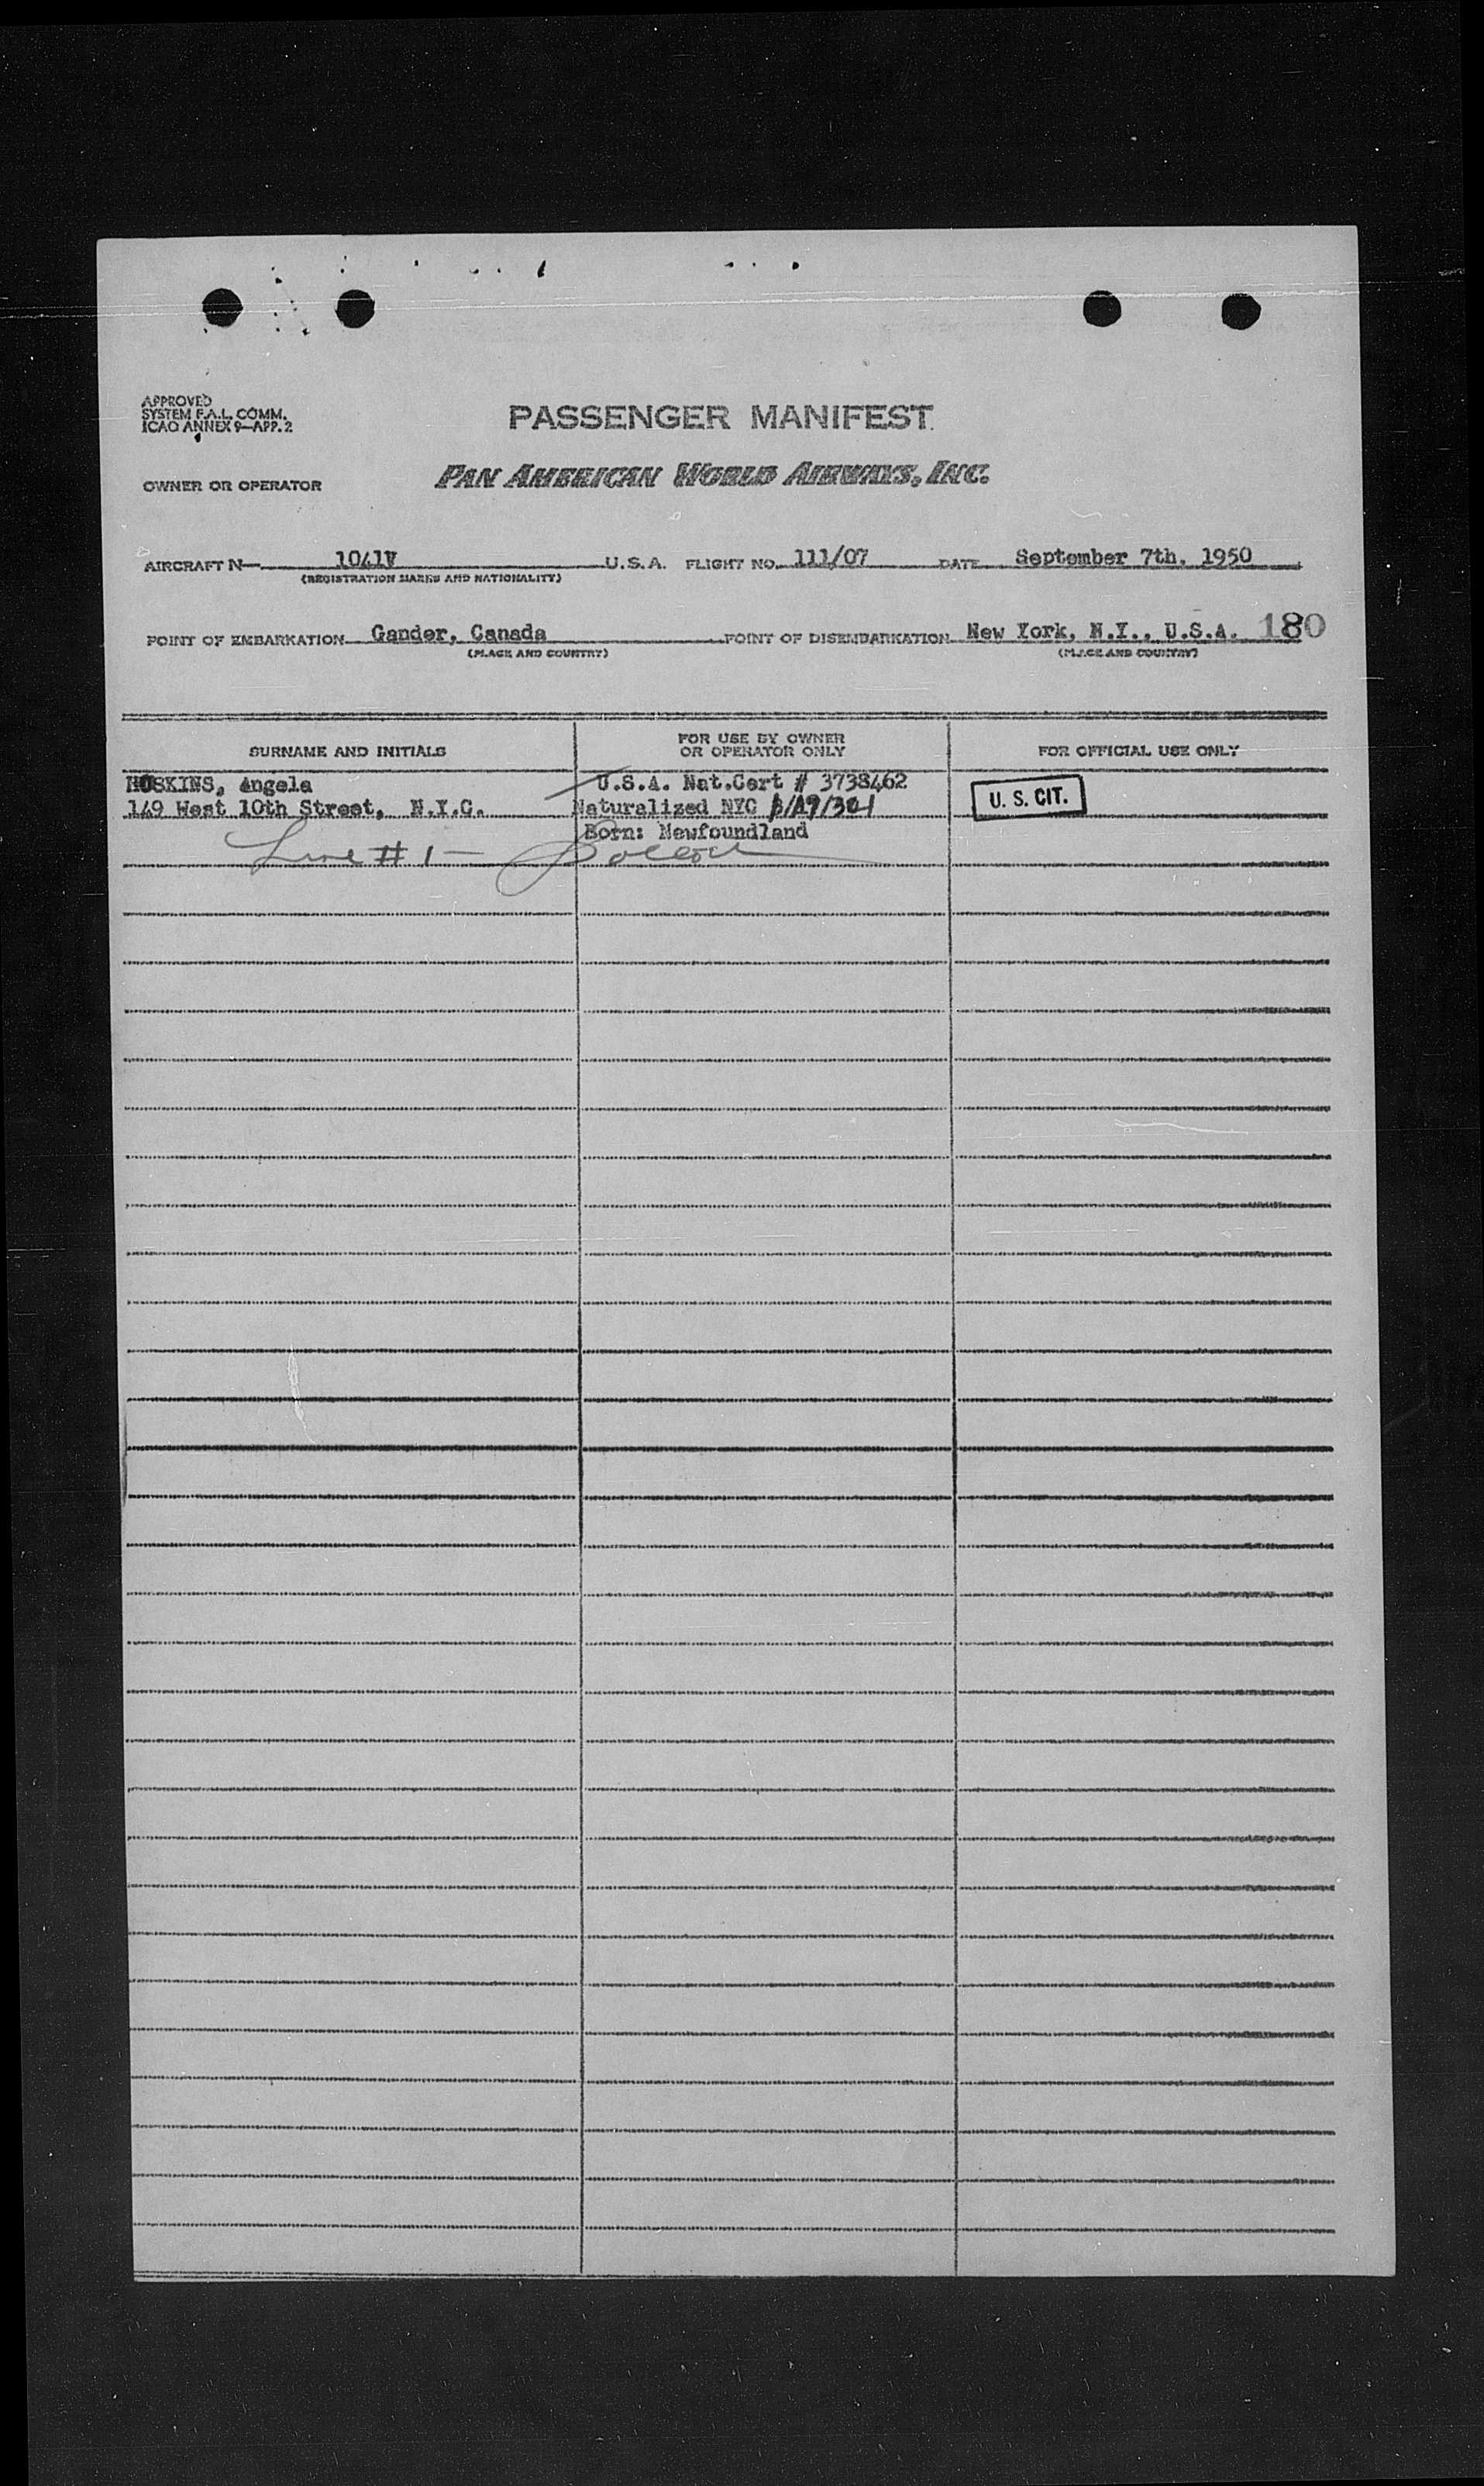 APPROVED
SYSTEM F.A.L. COMM.
ICAO ANNEX 9—APP. 2
PASSENGER MANIFEST
OWNER OR OPERATOR PAN AMERICAN WORLD AIRWAYS, INC.
AIRCRAFT N— 1041V U.S.A. FLIGHT NO. 111/07 DATE September 7th, 1950
(REGISTRATION MARKS AND NATIONALITY)
POINT OF EMBARKATION Gander, Canada POINT OF DISEMBARKATION New York, N.Y., U.S.A. 180
(PLACE AND COUNTRY) (PLACE AND COUNTRY)
SURNAME AND INITIALS FOR USE BY OWNER OR OPERATOR ONLY FOR OFFICIAL USE ONLY
HOSKINS, Angela U.S.A. Nat.Cert # 3738462
149 West 10th Street, N.Y.C. Naturalized NYC U. S. CIT.
Born: Newfoundland
Line # 1 —